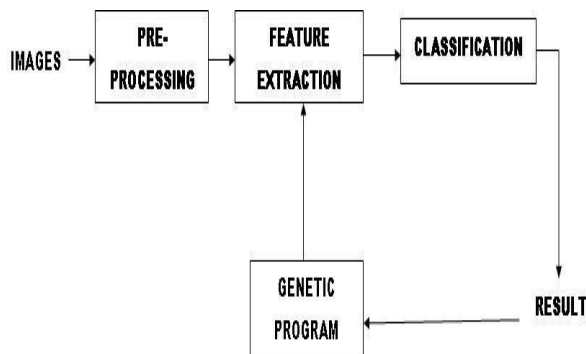 IMAGES
PRE-
PROCESSING
FEATURE
EXTRACTION
CLASSIFICATION
GENETIC
PROGRAM
RESULT